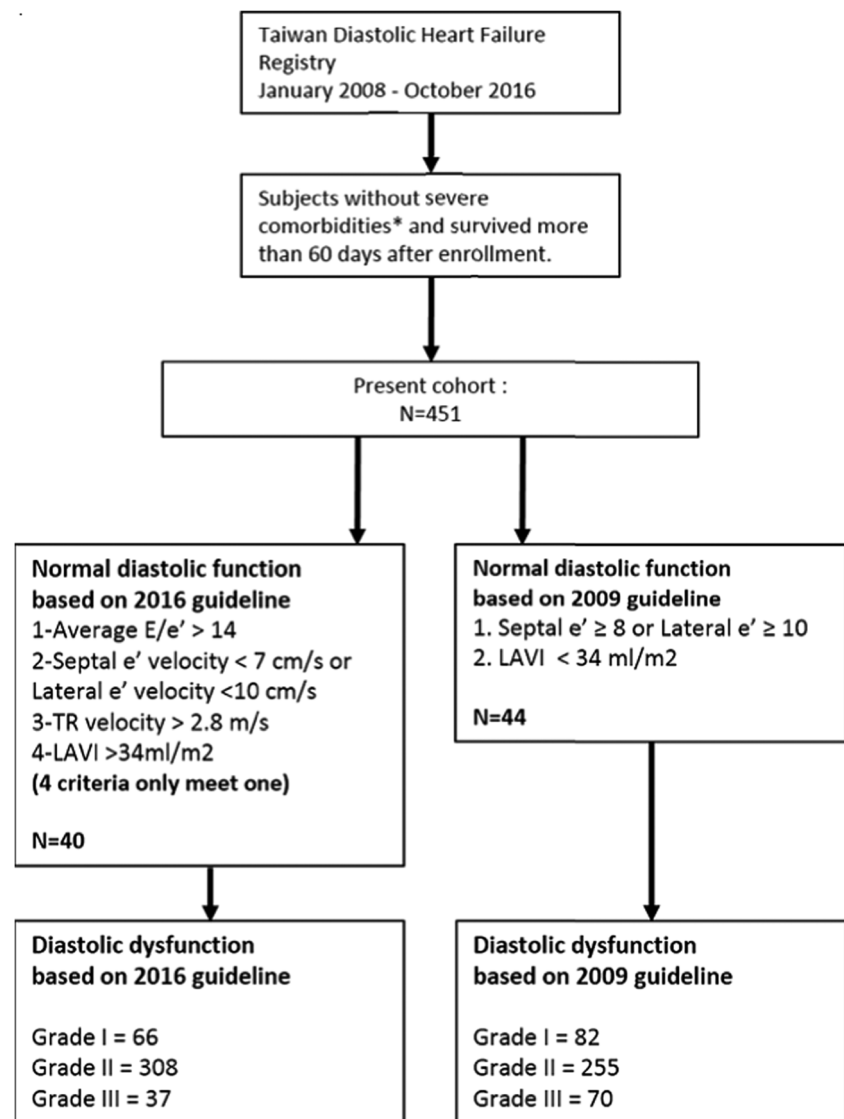 Taiwan Diastolic Heart Failure
Registry
January 2008 - October 2016
Subjects without severe
comorbidities* and survived more
than 60 days after enrollment.
Present cohort :
N=451
Normal diastolic function
based on 2016 guideline
1-Average E/e’ > 14
2-Septal e’ velocity < 7 cm/s or
Lateral e’ velocity <10 cm/s
3-TR velocity > 2.8 m/s
4-LAVI >34ml/m2
(4 criteria only meet one)
N=40
Normal diastolic function
based on 2009 guideline
1. Septal e’ ≥ 8 or Lateral e’ ≥ 10
2. LAVI < 34 ml/m2
N=44
Diastolic dysfunction
based on 2016 guideline
Grade I = 66
Grade II = 308
Grade III = 37
Diastolic dysfunction
based on 2009 guideline
Grade I = 82
Grade II = 255
Grade III = 70